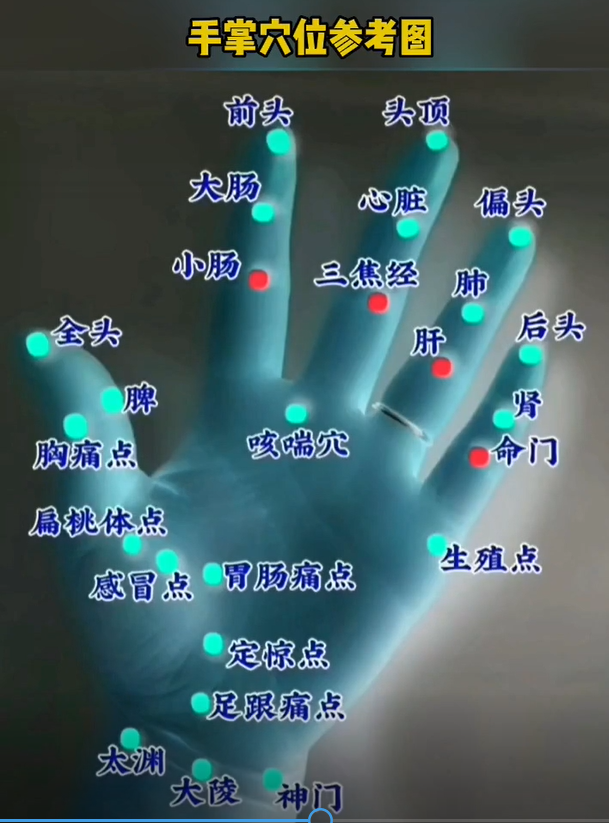 手掌穴位参考图
前头
头顶
大肠
心脏
偏头
小肠
三焦经
肺
全头
肝
后头
脾
肾
胸痛点
咳喘穴
命门
扁桃体点
感冒点
胃肠痛点
生殖点
定惊点
足跟痛点
太渊
大陵
神门